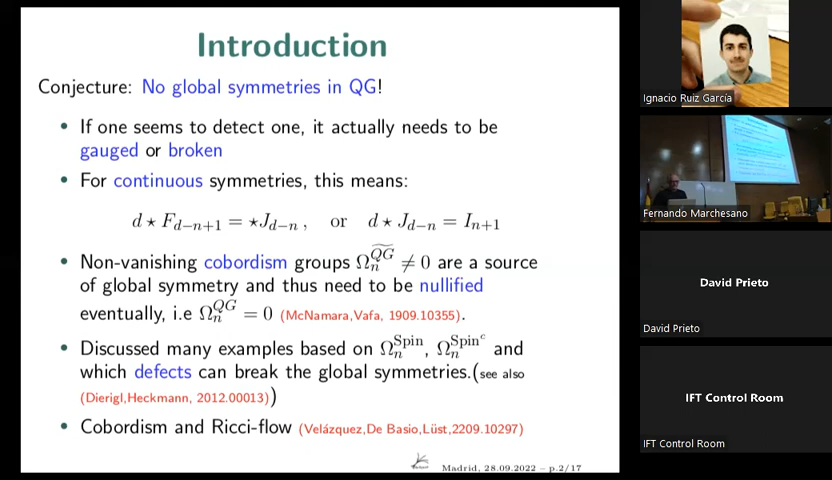 Introduction
Conjecture: No global symmetries in QG!
• If one seems to detect one, it actually needs to be
gauged or broken
• For continuous symmetries, this means:
d ⋆ F_{d−n+1} = ⋆J_{d−n} , or d ⋆ J_{d−n} = I_{n+1}
• Non-vanishing cobordism groups Ω_n^{\widetilde{QG}} ≠ 0 are a source
of global symmetry and thus need to be nullified
eventually, i.e Ω_n^{QG} = 0 (McNamara,Vafa, 1909.10355).
• Discussed many examples based on Ω_n^{Spin}, Ω_n^{Spin^c} and
which defects can break the global symmetries.(see also
(Dierigl,Heckmann, 2012.00013))
• Cobordism and Ricci-flow (Velázquez,De Basio,Lüst,2209.10297)
Madrid, 28.09.2022 – p.2/17
Ignacio Ruiz García
Fernando Marchesano
David Prieto
David Prieto
IFT Control Room
IFT Control Room